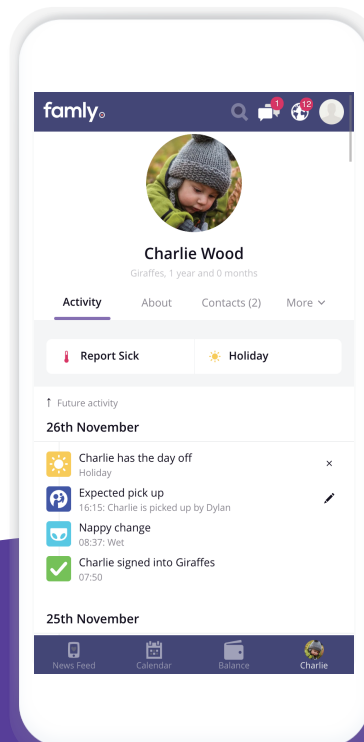 famly
1
12
Charlie Wood
Giraffes, 1 year and 0 months
Activity About Contacts (2) More
Report Sick Holiday
↑ Future activity
26th November
Charlie has the day off
Holiday
Expected pick up
16:15: Charlie is picked up by Dylan
Nappy change
08:37: Wet
Charlie signed into Giraffes
07:50
25th November
News Feed Calendar Balance Charlie